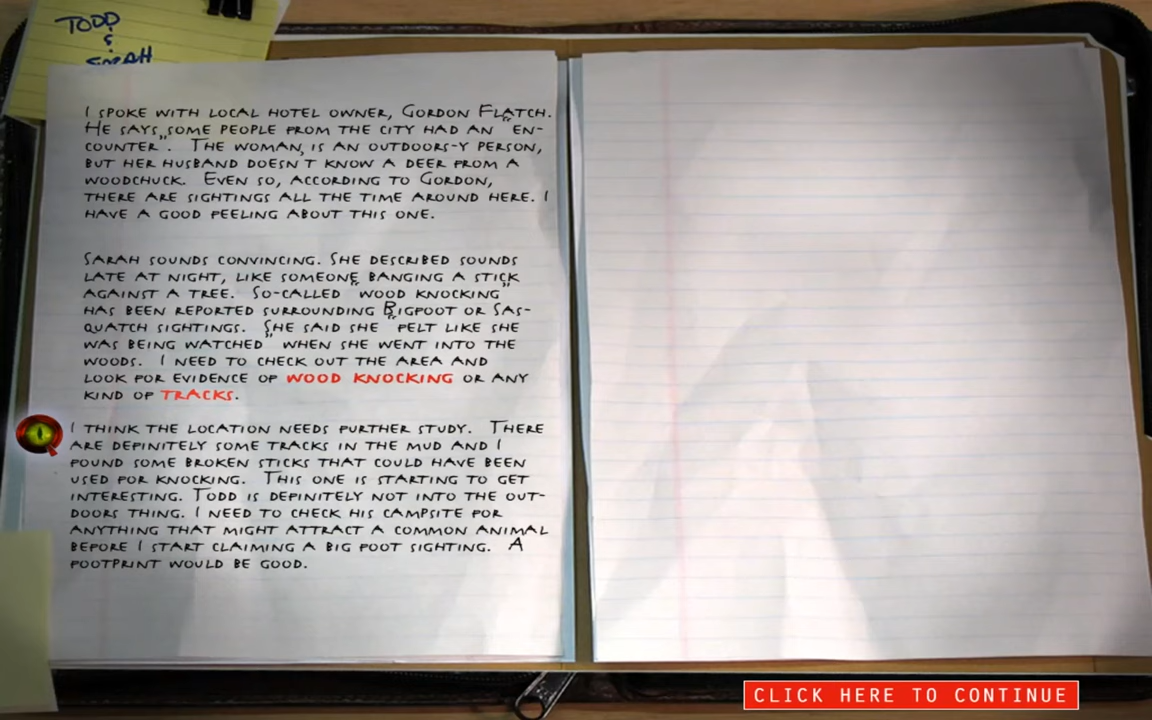 TODD
&
SARAH
I SPOKE WITH LOCAL HOTEL OWNER, GORDON FLATCH.
HE SAYS SOME PEOPLE FROM THE CITY HAD AN "EN-
COUNTER". THE WOMAN, IS AN OUTDOORS-Y PERSON,
BUT HER HUSBAND DOESN'T KNOW A DEER FROM A
WOODCHUCK. EVEN SO, ACCORDING TO GORDON,
THERE ARE SIGHTINGS ALL THE TIME AROUND HERE. I
HAVE A GOOD FEELING ABOUT THIS ONE.
SARAH SOUNDS CONVINCING. SHE DESCRIBED SOUNDS
LATE AT NIGHT, LIKE SOMEONE BANGING A STICK
AGAINST A TREE. SO-CALLED "WOOD KNOCKING"
HAS BEEN REPORTED SURROUNDING BIGFOOT OR SAS-
QUATCH SIGHTINGS. SHE SAID SHE "FELT LIKE SHE
WAS BEING WATCHED" WHEN SHE WENT INTO THE
WOODS. I NEED TO CHECK OUT THE AREA AND
LOOK FOR EVIDENCE OF WOOD KNOCKING OR ANY
KIND OF TRACKS.
I THINK THE LOCATION NEEDS FURTHER STUDY. THERE
ARE DEFINITELY SOME TRACKS IN THE MUD AND I
FOUND SOME BROKEN STICKS THAT COULD HAVE BEEN
USED FOR KNOCKING. THIS ONE IS STARTING TO GET
INTERESTING. TODD IS DEFINITELY NOT INTO THE OUT-
DOORS THING. I NEED TO CHECK HIS CAMPSITE FOR
ANYTHING THAT MIGHT ATTRACT A COMMON ANIMAL
BEFORE I START CLAIMING A BIG FOOT SIGHTING. A
FOOTPRINT WOULD BE GOOD.
CLICK HERE TO CONTINUE